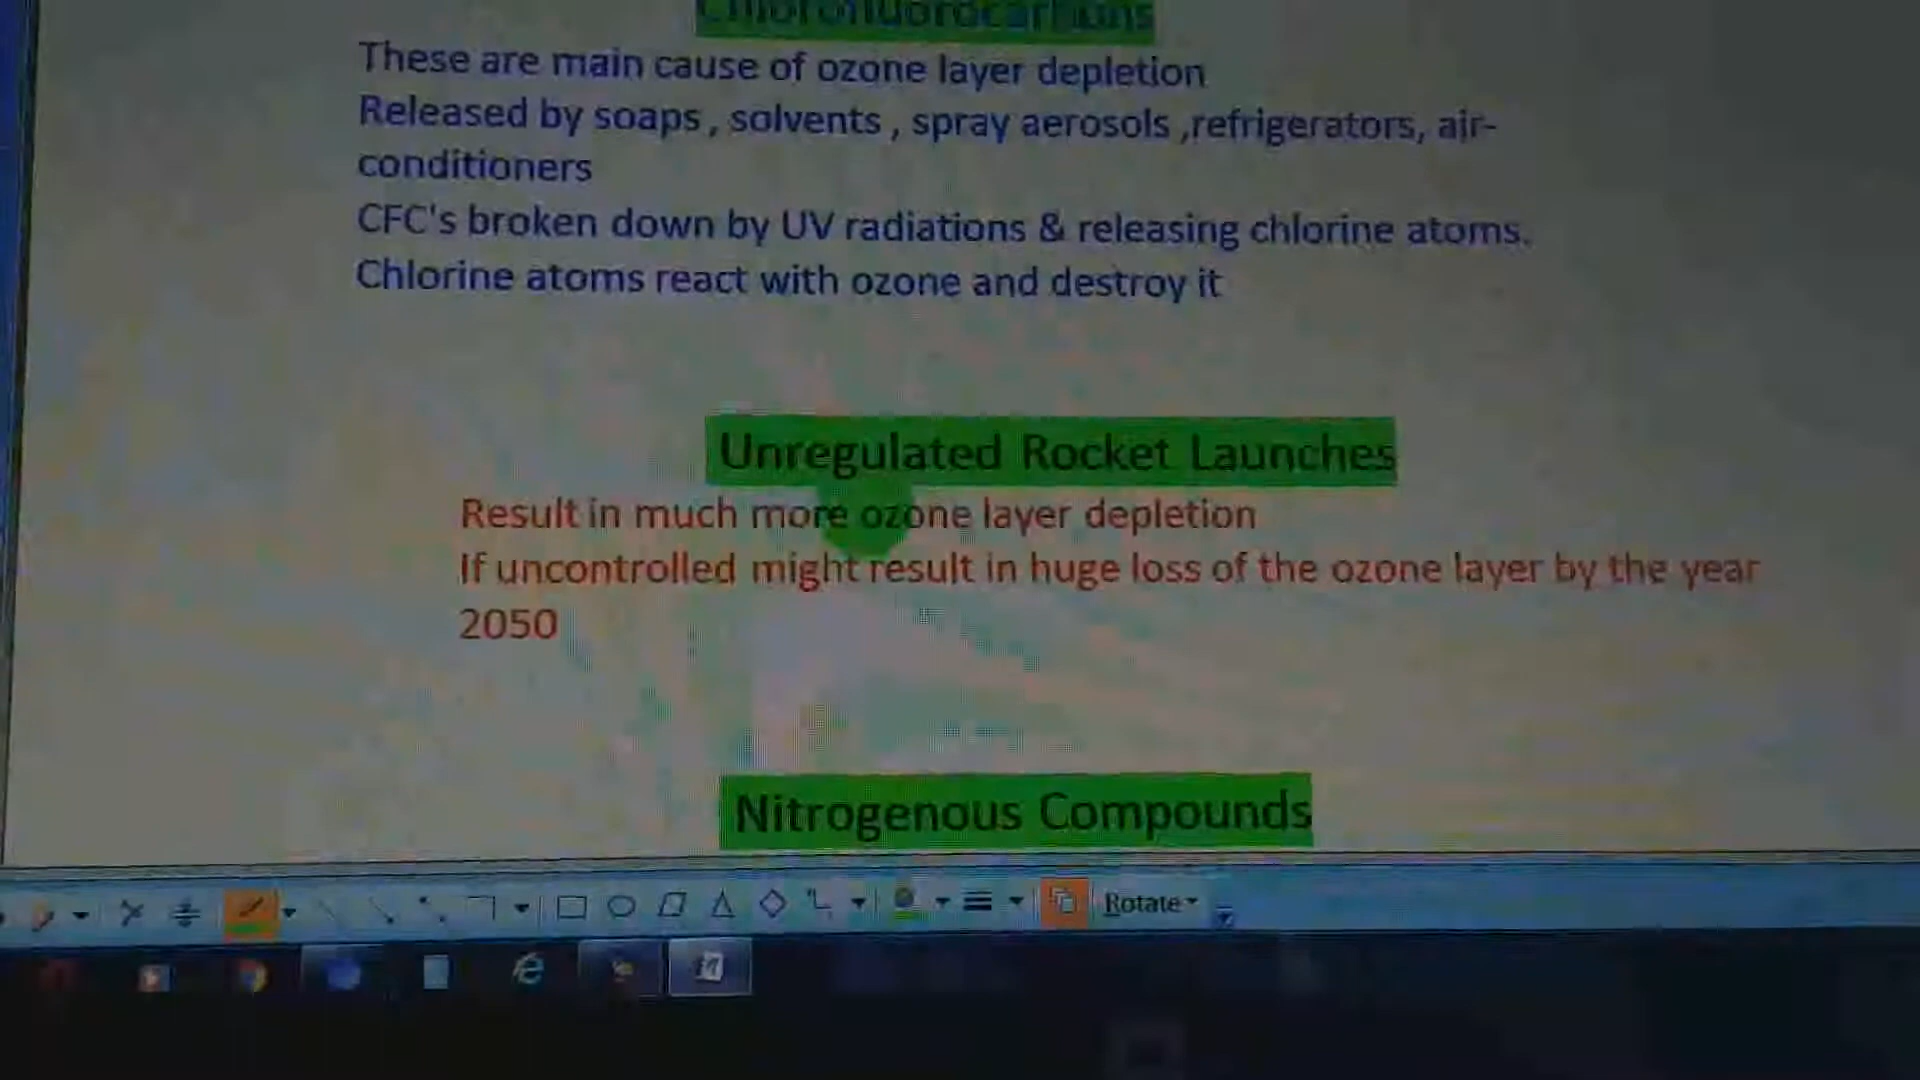 Chlorofluorocarbons
These are main cause of ozone layer depletion
Released by soaps , solvents , spray aerosols ,refrigerators, air-
conditioners
CFC's broken down by UV radiations & releasing chlorine atoms.
Chlorine atoms react with ozone and destroy it
Unregulated Rocket Launches
Result in much more ozone layer depletion
If uncontrolled might result in huge loss of the ozone layer by the year
2050
Nitrogenous Compounds
Rotate